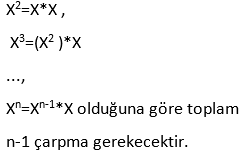 X²=X*X ,
X³=(X² )*X
...,
Xⁿ=Xⁿ⁻¹*X olduğuna göre toplam
n-1 çarpma gerekecektir.